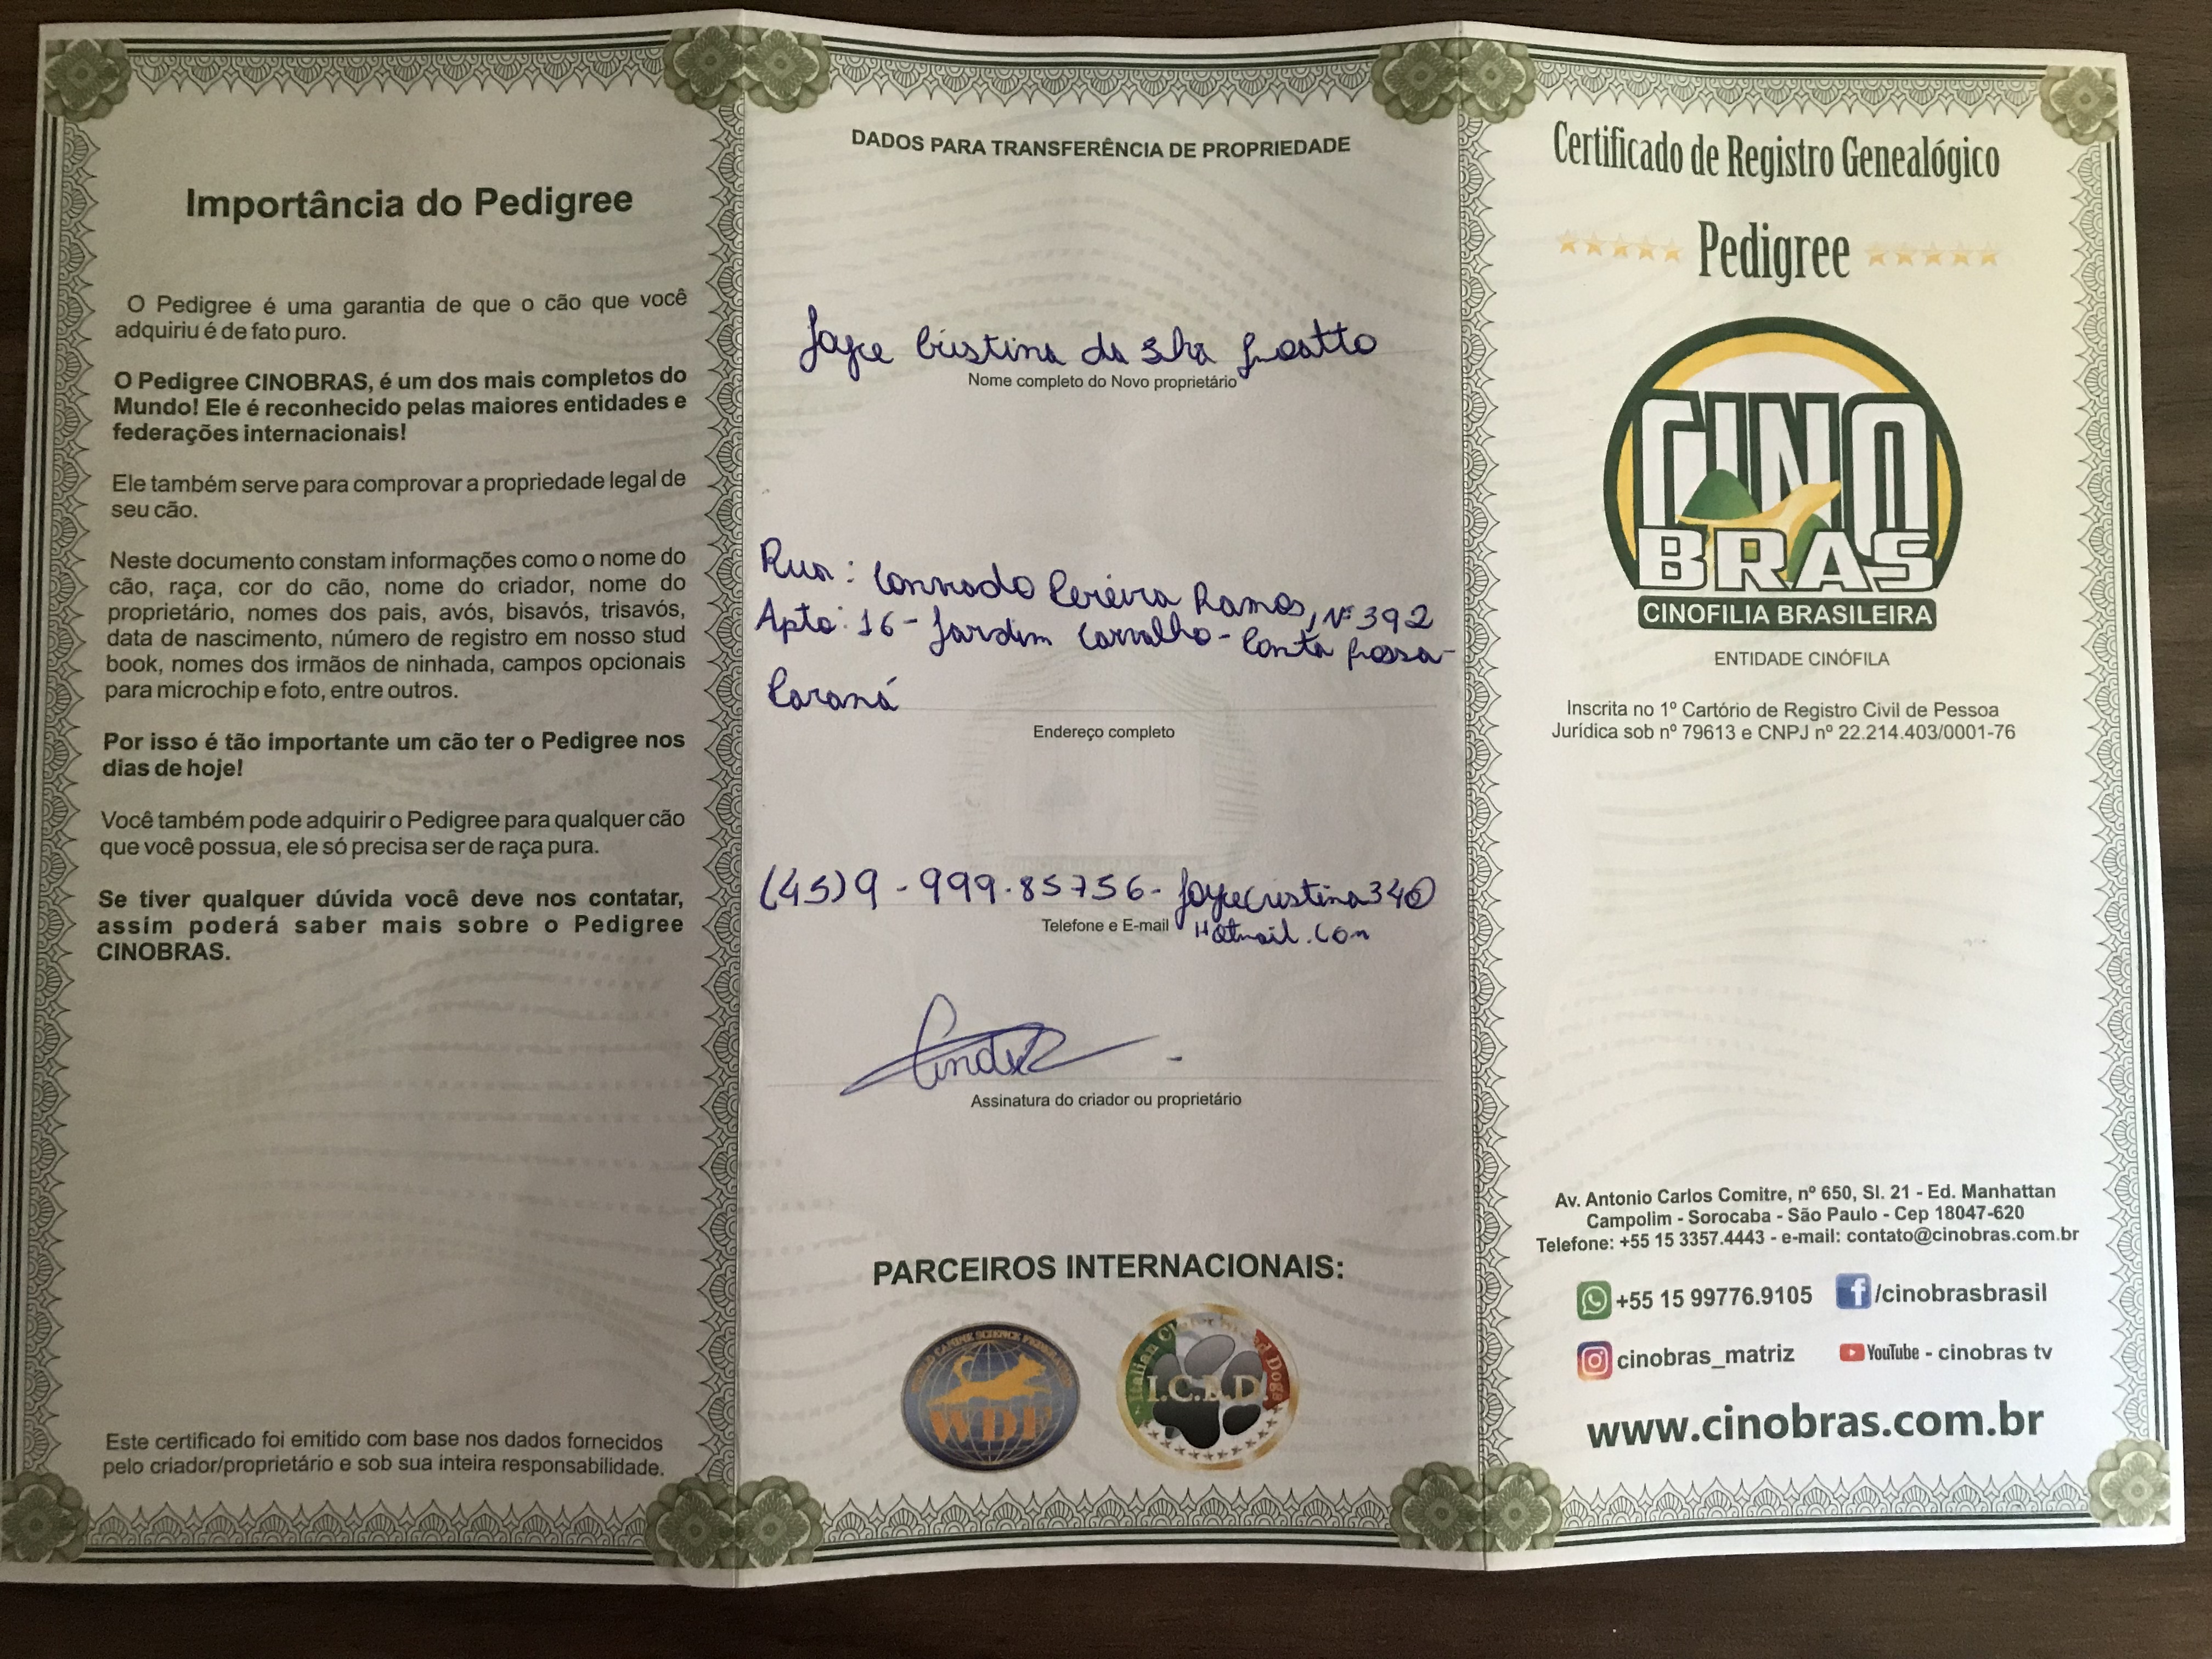 Importância do Pedigree
O Pedigree é uma garantia de que o cão que você
adquiriu é de fato puro.
O Pedigree CINOBRAS, é um dos mais completos do
Mundo! Ele é reconhecido pelas maiores entidades e
federações internacionais!
Ele também serve para comprovar a propriedade legal de
seu cão.
Neste documento constam informações como o nome do
cão, raça, cor do cão, nome do criador, nome do
proprietário, nomes dos pais, avós, bisavós, trisavós,
data de nascimento, número de registro em nosso stud
book, nomes dos irmãos de ninhada, campos opcionais
para microchip e foto, entre outros.
Por isso é tão importante um cão ter o Pedigree nos
dias de hoje!
Você também pode adquirir o Pedigree para qualquer cão
que você possua, ele só precisa ser de raça pura.
Se tiver qualquer dúvida você deve nos contatar,
assim poderá saber mais sobre o Pedigree
CINOBRAS.
Este certificado foi emitido com base nos dados fornecidos
pelo criador/proprietário e sob sua inteira responsabilidade.
DADOS PARA TRANSFERÊNCIA DE PROPRIEDADE
Joyce Cristina da Silva
Nome completo do Novo proprietário
Rua: Conrado Pereira Ramos, Nº 392
Apto: 16 - Jardim Carvalho - Ponta Grossa -
Paraná
Endereço completo
(45)9-999.85756- joycecristina34@
Telefone e E-mail
Hotmail.com
Assinatura do criador ou proprietário
PARCEIROS INTERNACIONAIS:
WORLD CANINE SCIENCE FEDERATION
WDF
I.C.B.D.
Certificado de Registro Genealógico
Pedigree
CINO
BRAS
CINOFILIA BRASILEIRA
ENTIDADE CINÓFILA
Inscrita no 1º Cartório de Registro Civil de Pessoa
Jurídica sob nº 79613 e CNPJ nº 22.214.403/0001-76
Av. Antonio Carlos Comitre, nº 650, Sl. 21 - Ed. Manhattan
Campolim - Sorocaba - São Paulo - Cep 18047-620
Telefone: +55 15 3357.4443 - e-mail: contato@cinobras.com.br
+55 15 99776.9105 /cinobrasbrasil
cinobras_matriz YouTube - cinobras tv
www.cinobras.com.br